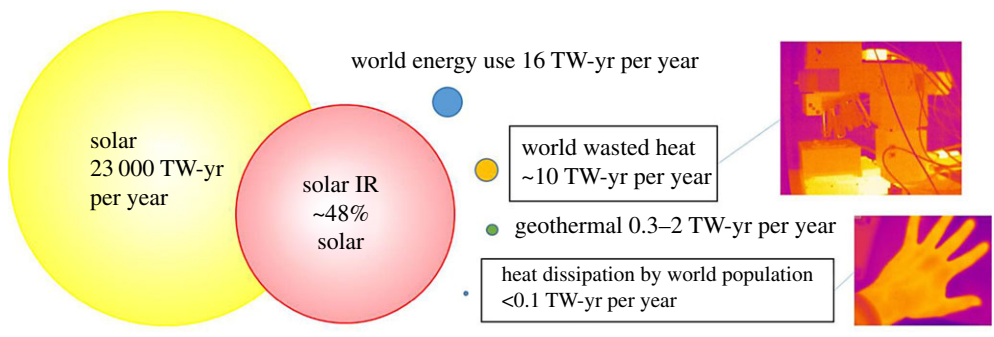 solar
23 000 TW-yr
per year
solar IR
~48%
solar
world energy use 16 TW-yr per year
world wasted heat
~10 TW-yr per year
geothermal 0.3–2 TW-yr per year
heat dissipation by world population
<0.1 TW-yr per year